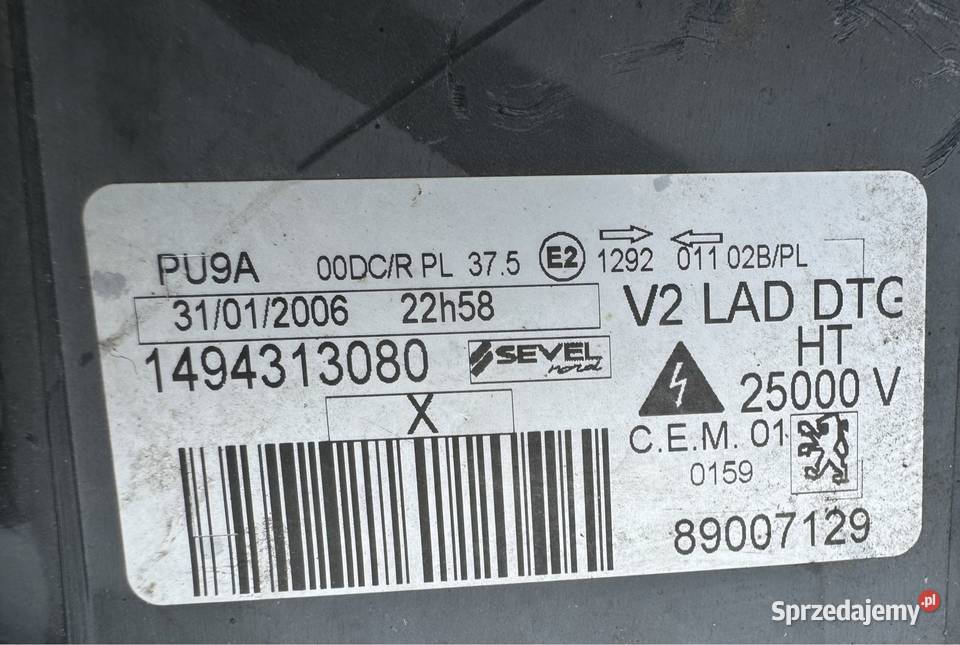 PU9A 00DC/R PL 37.5 E2 1292 011 02B/PL
31/01/2006 22h58
V2 LAD DTG
1494313080 SEVEL nord
HT
25000 V
X
C.E.M. 01
0159
89007129
Sprzedajemy.pl